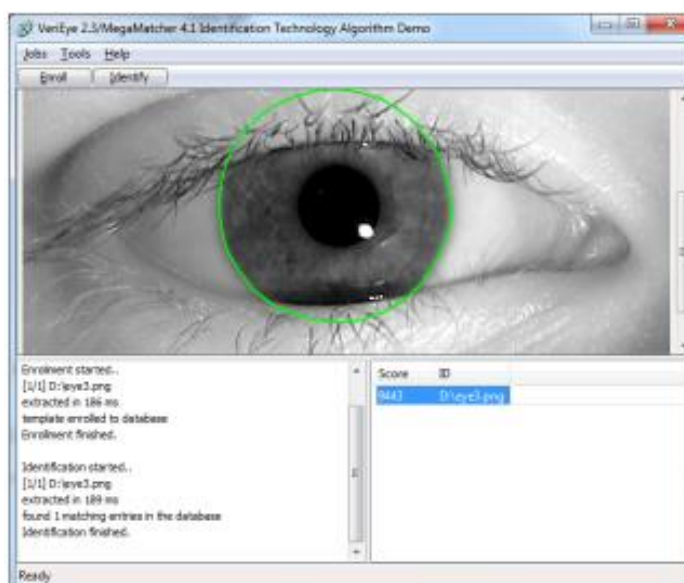 VeriEye 2.3/MegaMatcher 4.1 Identification Technology Algorithm Demo
Jobs Tools Help
Enroll Identify
Enrolment started..
[1/1] D:\eye3.png
extracted in 186 ms
template enrolled to database
Enrolment finished.
Identification started..
[1/1] D:\eye3.png
extracted in 189 ms
found 1 matching entries in the database
Identification finished.
Score ID
9443 D:\eye3.png
Ready